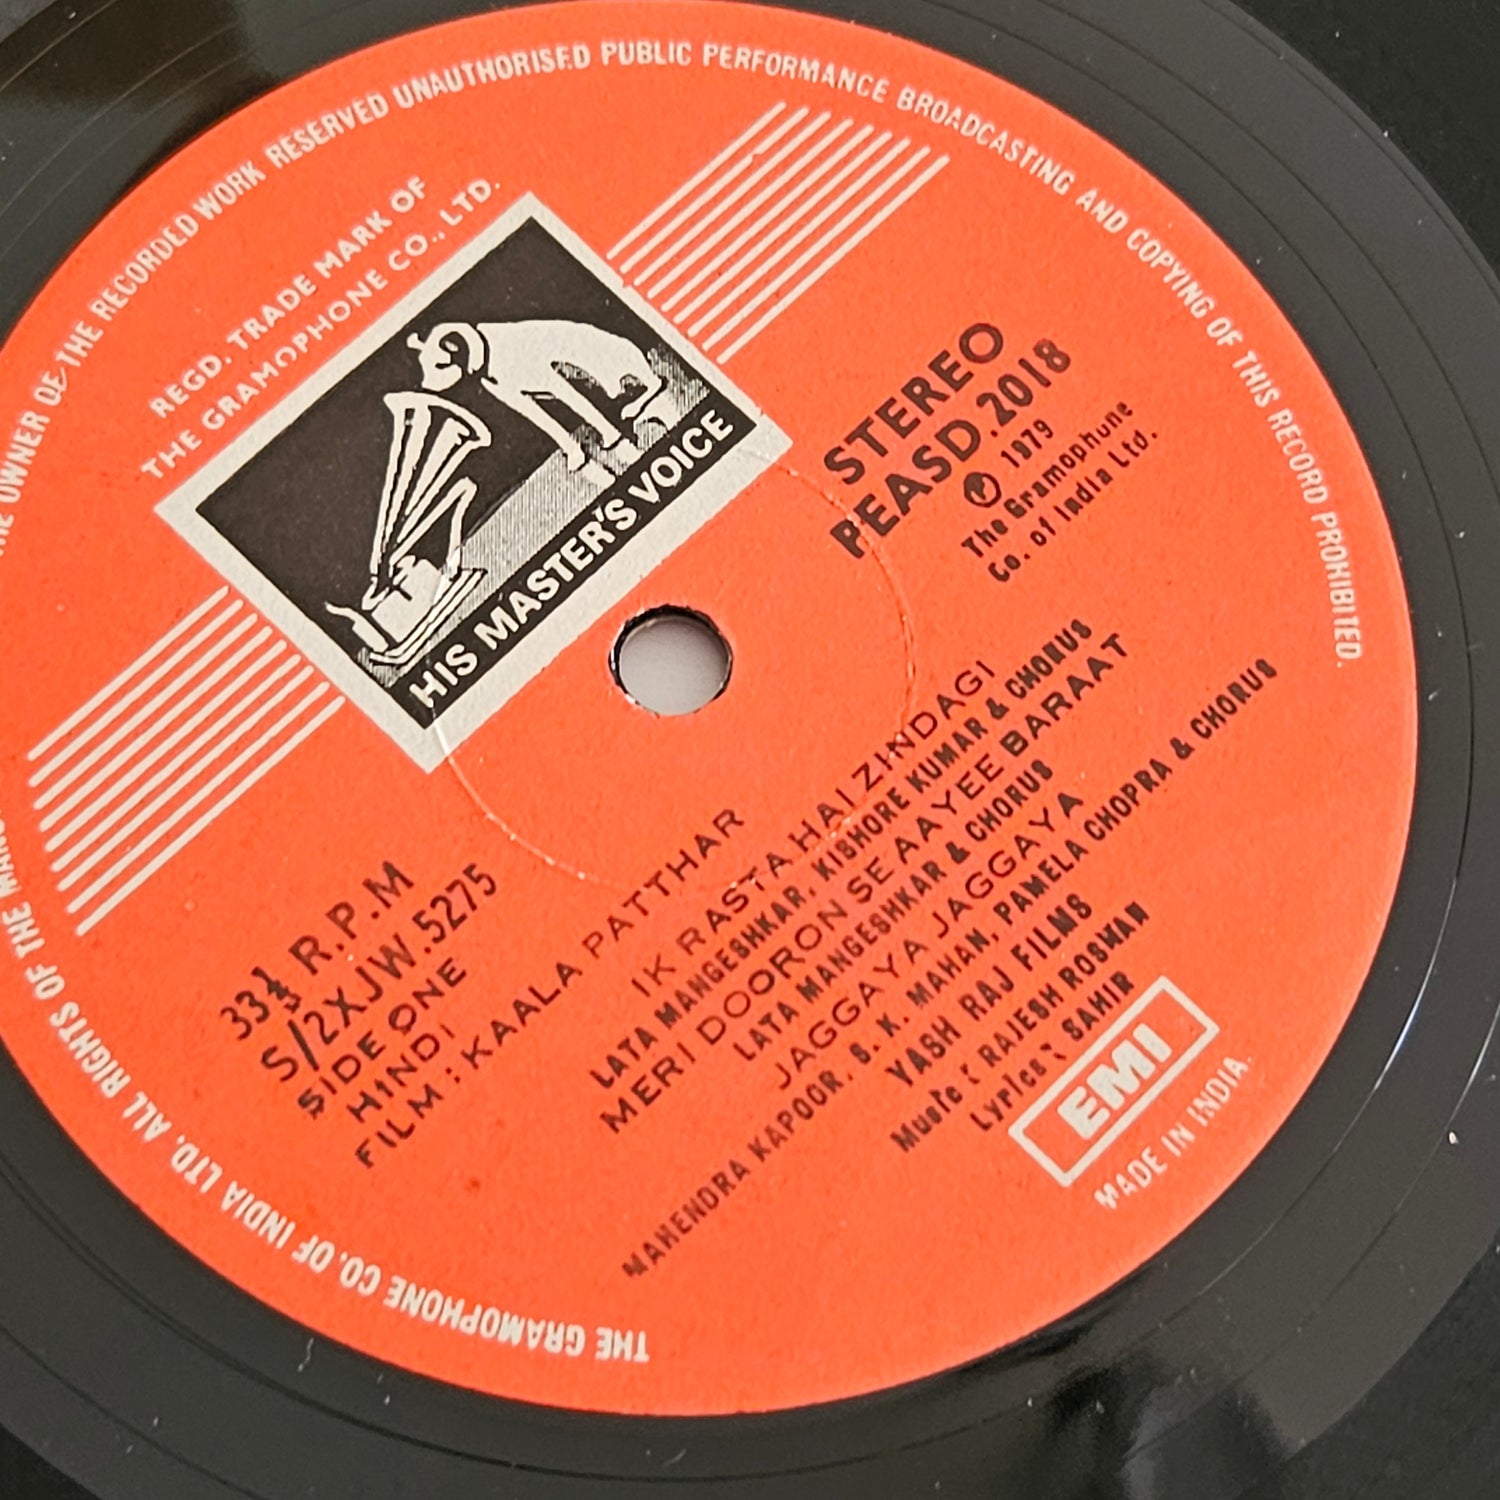 THE GRAMOPHONE CO. OF INDIA LTD. ALL RIGHTS OF THE OWNER OF THE RECORDED WORK RESERVED UNAUTHORISED PUBLIC PERFORMANCE BROADCASTING AND COPYING OF THIS RECORD PROHIBITED.
REGD. TRADE MARK OF
THE GRAMOPHONE CO., LTD.
HIS MASTER'S VOICE
STEREO
PEASD.2018
Ⓟ 1979
The Gramophone
Co. of India Ltd.
33⅓ R.P.M
S/2XJW.5275
SIDE ONE
HINDI
FILM : KAALA PATTHAR
IK RASTA HAI ZINDAGI
LATA MANGESHKAR, KISHORE KUMAR & CHORUS
MERI DOORON SE AAYEE BARAAT
LATA MANGESHKAR & CHORUS
JAGGAYA JAGGAYA
MAHENDRA KAPOOR, S. K. MAHAN, PAMELA CHOPRA & CHORUS
YASH RAJ FILMS
Music : RAJESH ROSHAN
Lyrics : SAHIR
EMI
MADE IN INDIA.